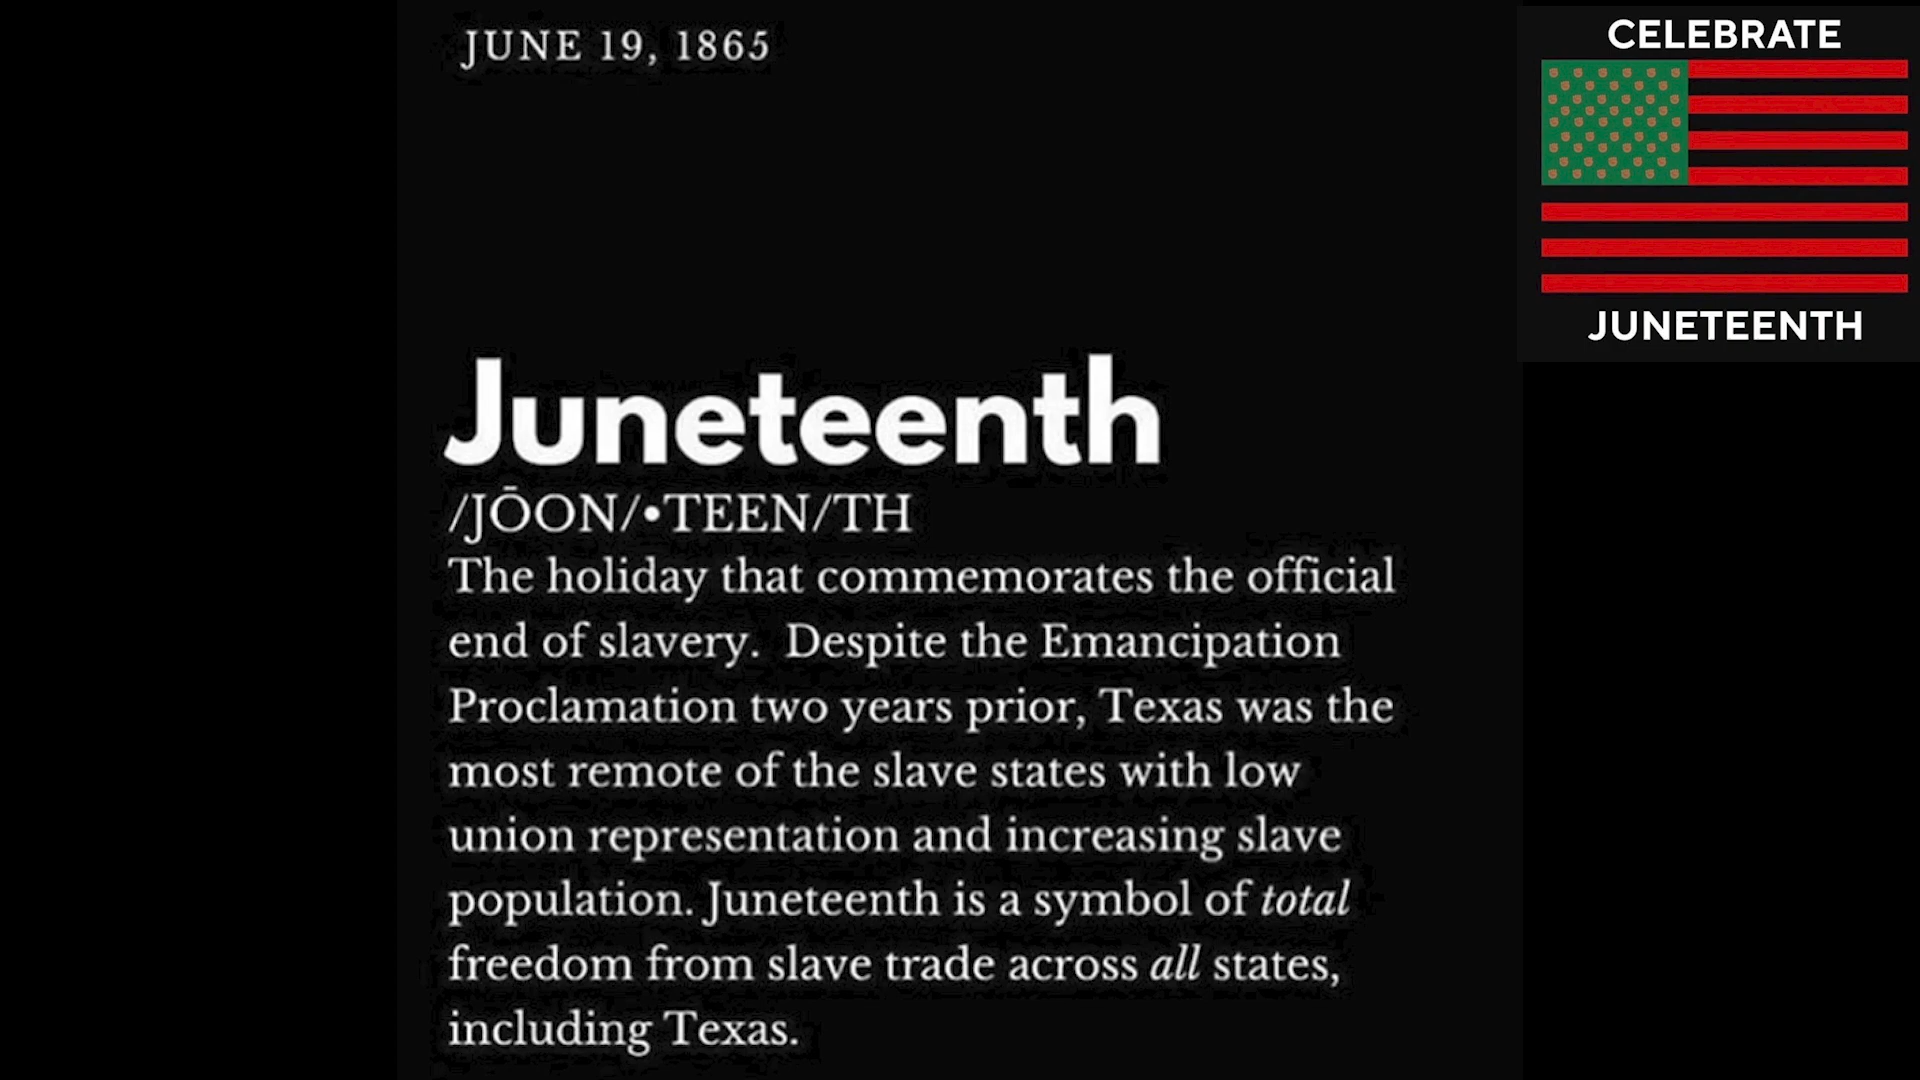 JUNE 19, 1865
CELEBRATE
JUNETEENTH
Juneteenth
/JŌON/•TEEN/TH
The holiday that commemorates the official
end of slavery.  Despite the Emancipation
Proclamation two years prior, Texas was the
most remote of the slave states with low
union representation and increasing slave
population. Juneteenth is a symbol of total
freedom from slave trade across all states,
including Texas.